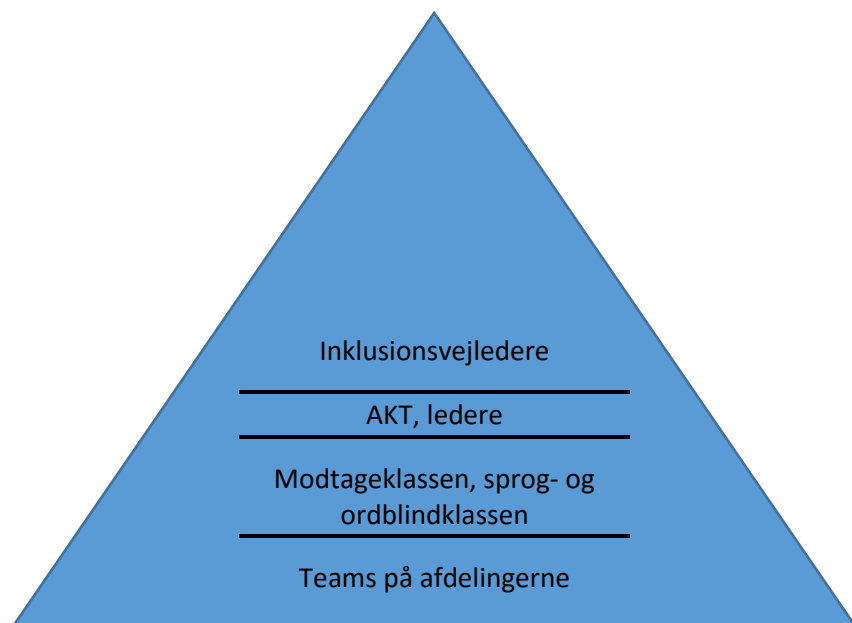 Inklusionsvejledere
AKT, ledere
Modtageklassen, sprog- og
ordblindklassen
Teams på afdelingerne